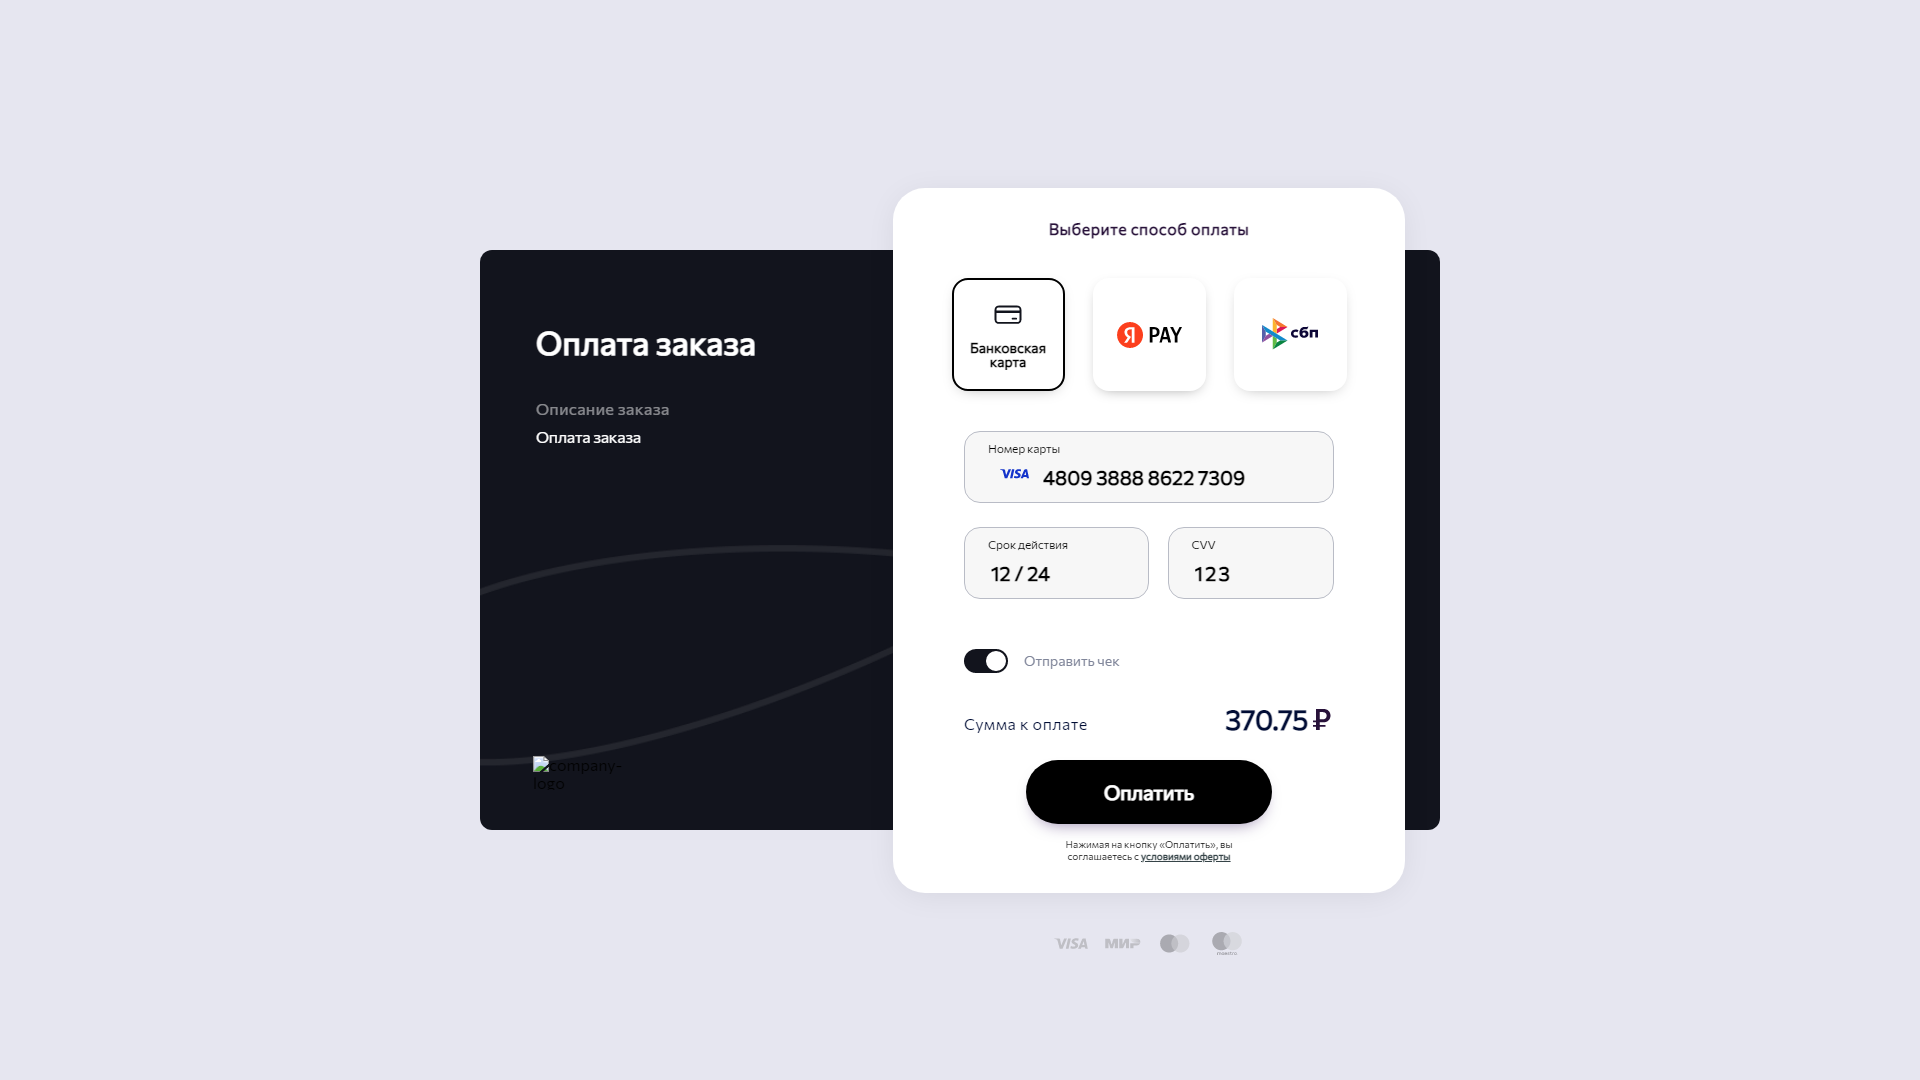 Выберите способ оплаты
Оплата заказа
Описание заказа
Оплата заказа
company-
logo
Банковская
карта
Я PAY
сбп
Номер карты
VISA 4809 3888 8622 7309
Срок действия
12 / 24
CVV
123
Отправить чек
Сумма к оплате
370.75 ₽
Оплатить
Нажимая на кнопку «Оплатить», вы
соглашаетесь с условиями оферты
VISA МИР
maestro